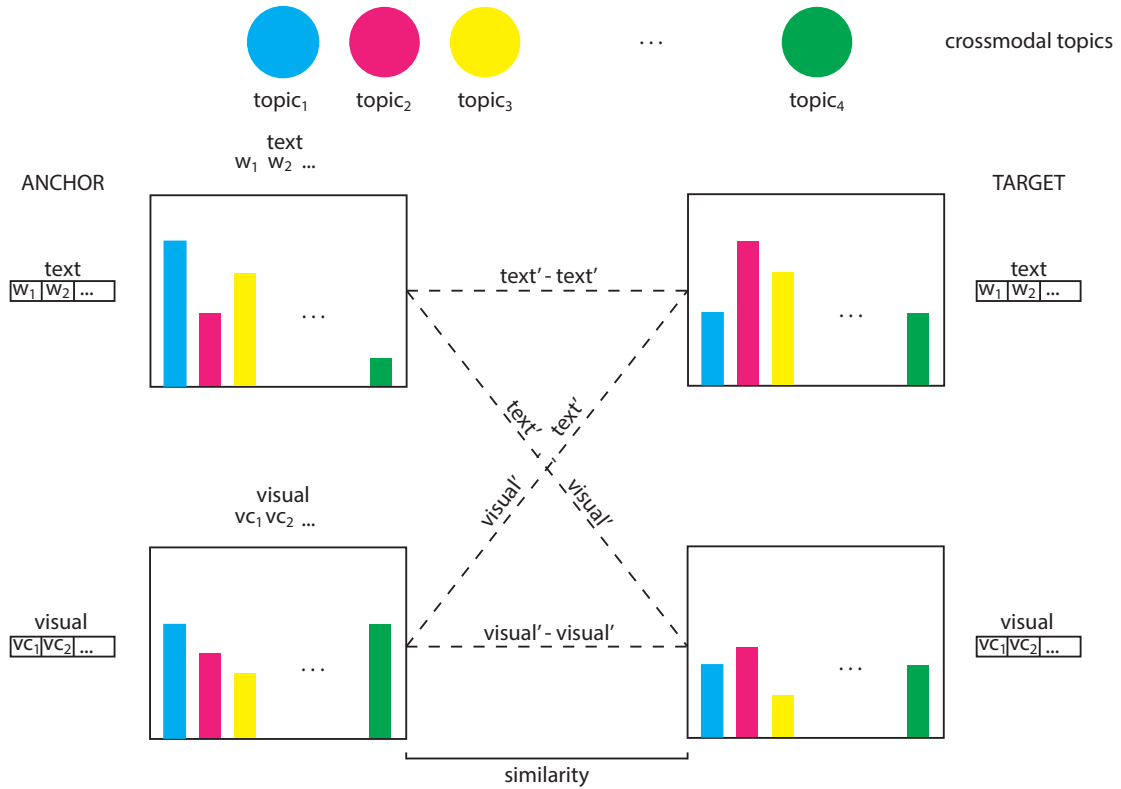 ... crossmodal topics
topic₁ topic₂ topic₃ topic₄
text
w₁ w₂ ...
ANCHOR TARGET
text text
w₁ w₂ ... w₁ w₂ ...
text' - text'
... ...
text' text'
visual' visual'
visual
vc₁ vc₂ ...
visual visual
vc₁ vc₂ ... vc₁ vc₂ ...
visual' - visual'
... ...
similarity